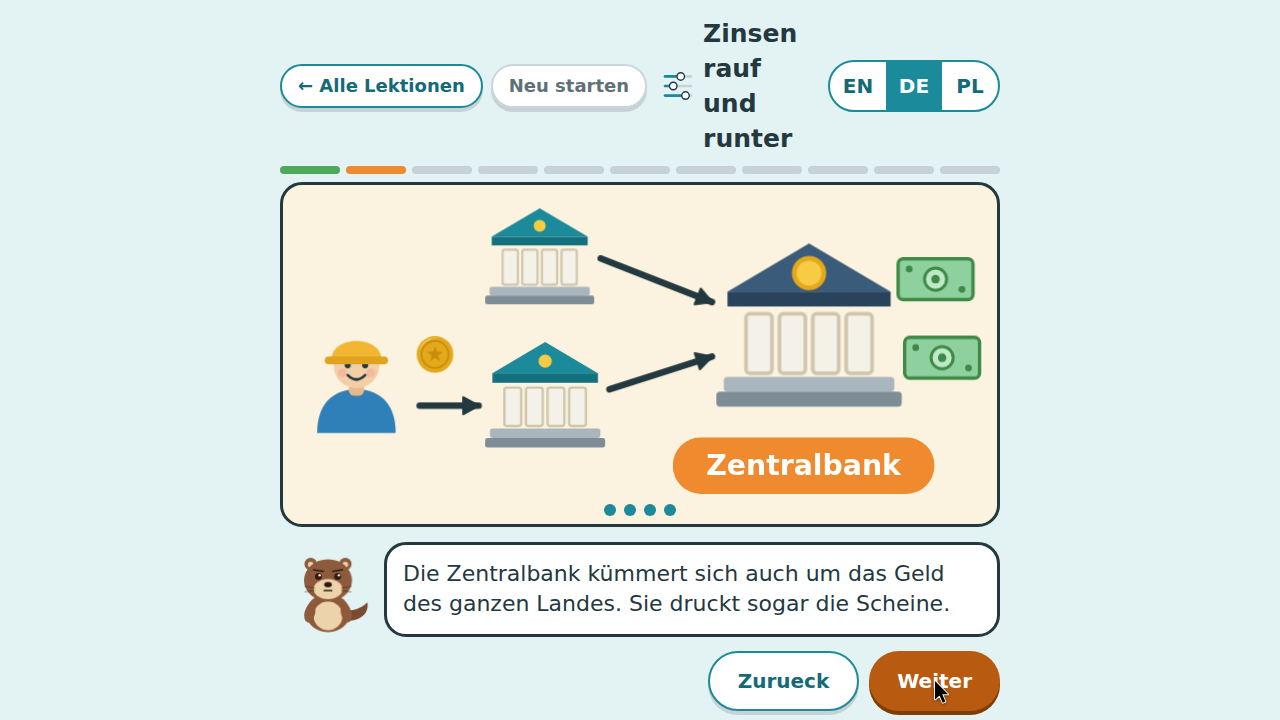 ← Alle Lektionen
Neu starten
Zinsen
rauf
und
runter
EN DE PL
Zentralbank
Die Zentralbank kümmert sich auch um das Geld
des ganzen Landes. Sie druckt sogar die Scheine.
Zurueck
Weiter